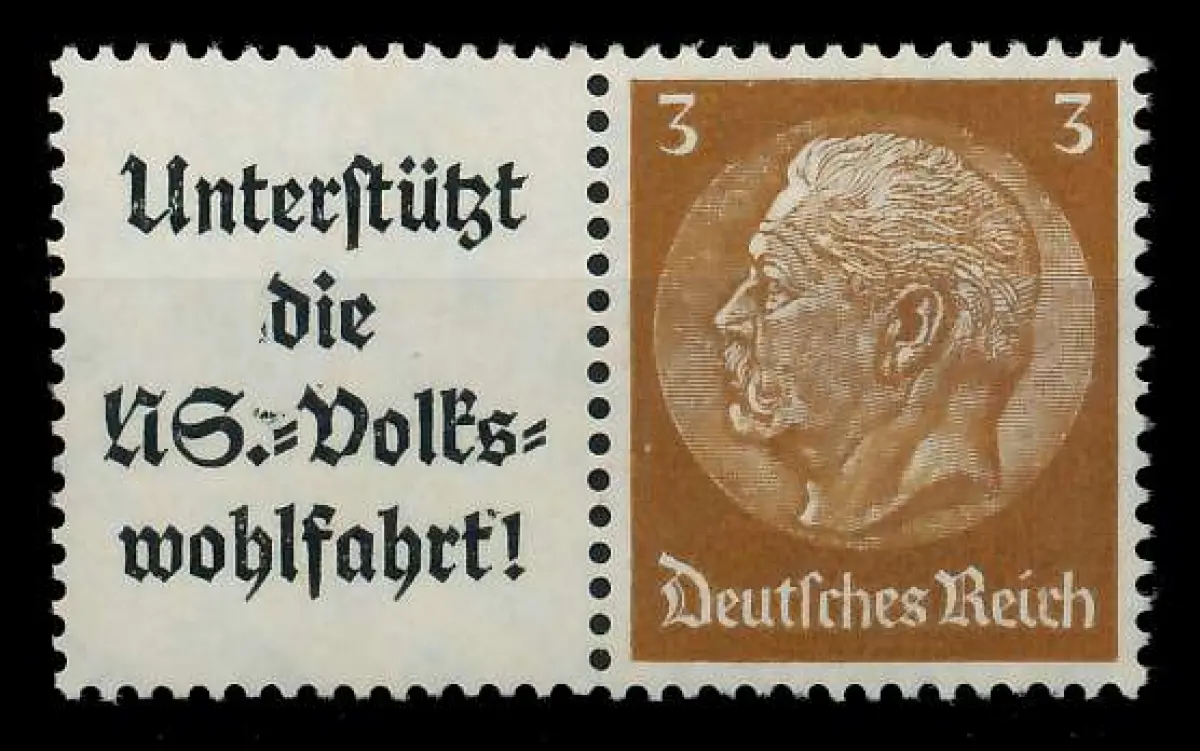 Unterſtützt
die
NS.-Volks-
wohlfahrt!
3 3
Deutſches Reich